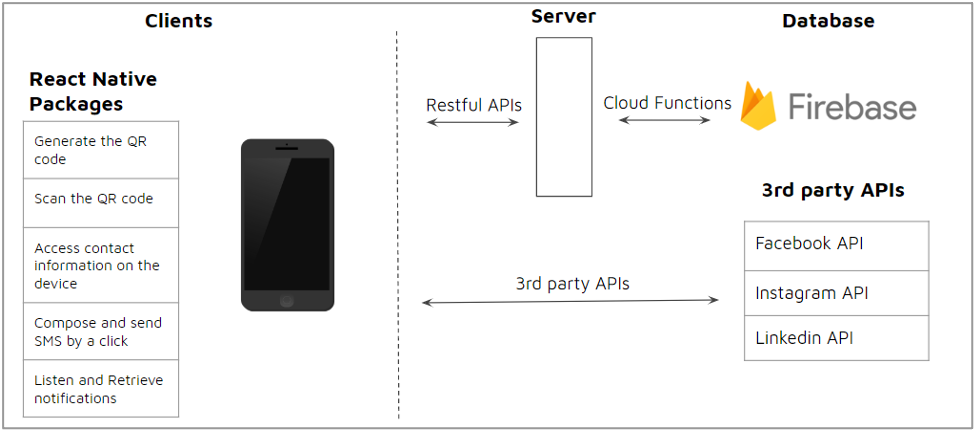 Clients
Server
Database
React Native
Packages
Generate the QR
code
Scan the QR code
Access contact
information on the
device
Compose and send
SMS by a click
Listen and Retrieve
notifications
Restful APIs
Cloud Functions
Firebase
3rd party APIs
3rd party APIs
Facebook API
Instagram API
Linkedin API